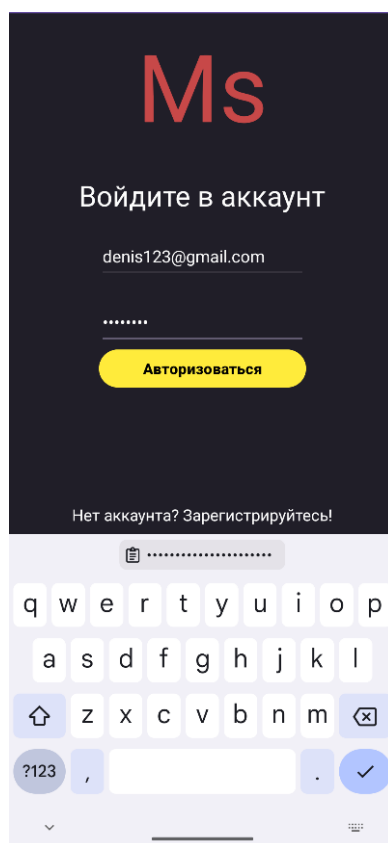 Ms
Войдите в аккаунт
denis123@gmail.com
••••••••
Авторизоваться
Нет аккаунта? Зарегистрируйтесь!
••••••••••••••••••••••
q w e r t y u i o p
a s d f g h j k l
z x c v b n m
?123 , .